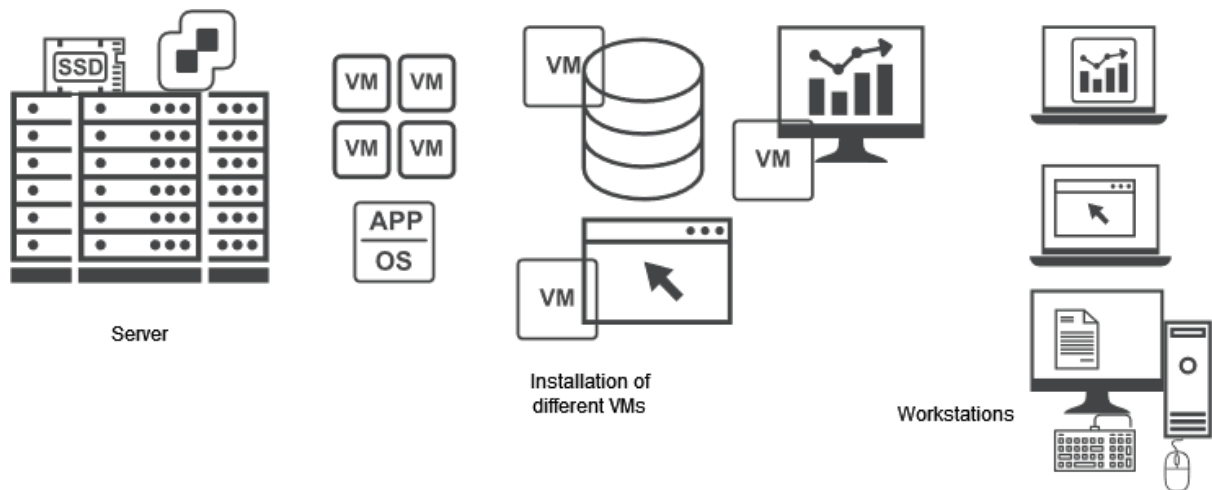 SSD
VM VM
VM VM
APP
OS
VM
VM
VM
Server
Installation of
different VMs
Workstations